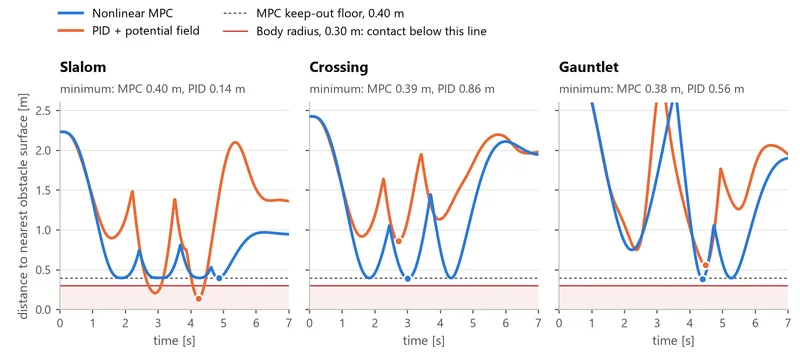 Nonlinear MPC
PID + potential field
MPC keep-out floor, 0.40 m
Body radius, 0.30 m: contact below this line
Slalom
minimum: MPC 0.40 m, PID 0.14 m
Crossing
minimum: MPC 0.39 m, PID 0.86 m
Gauntlet
minimum: MPC 0.38 m, PID 0.56 m
distance to nearest obstacle surface [m]
2.5
2.0
1.5
1.0
0.5
0.0
0 1 2 3 4 5 6 7
time [s]
0 1 2 3 4 5 6 7
time [s]
0 1 2 3 4 5 6 7
time [s]